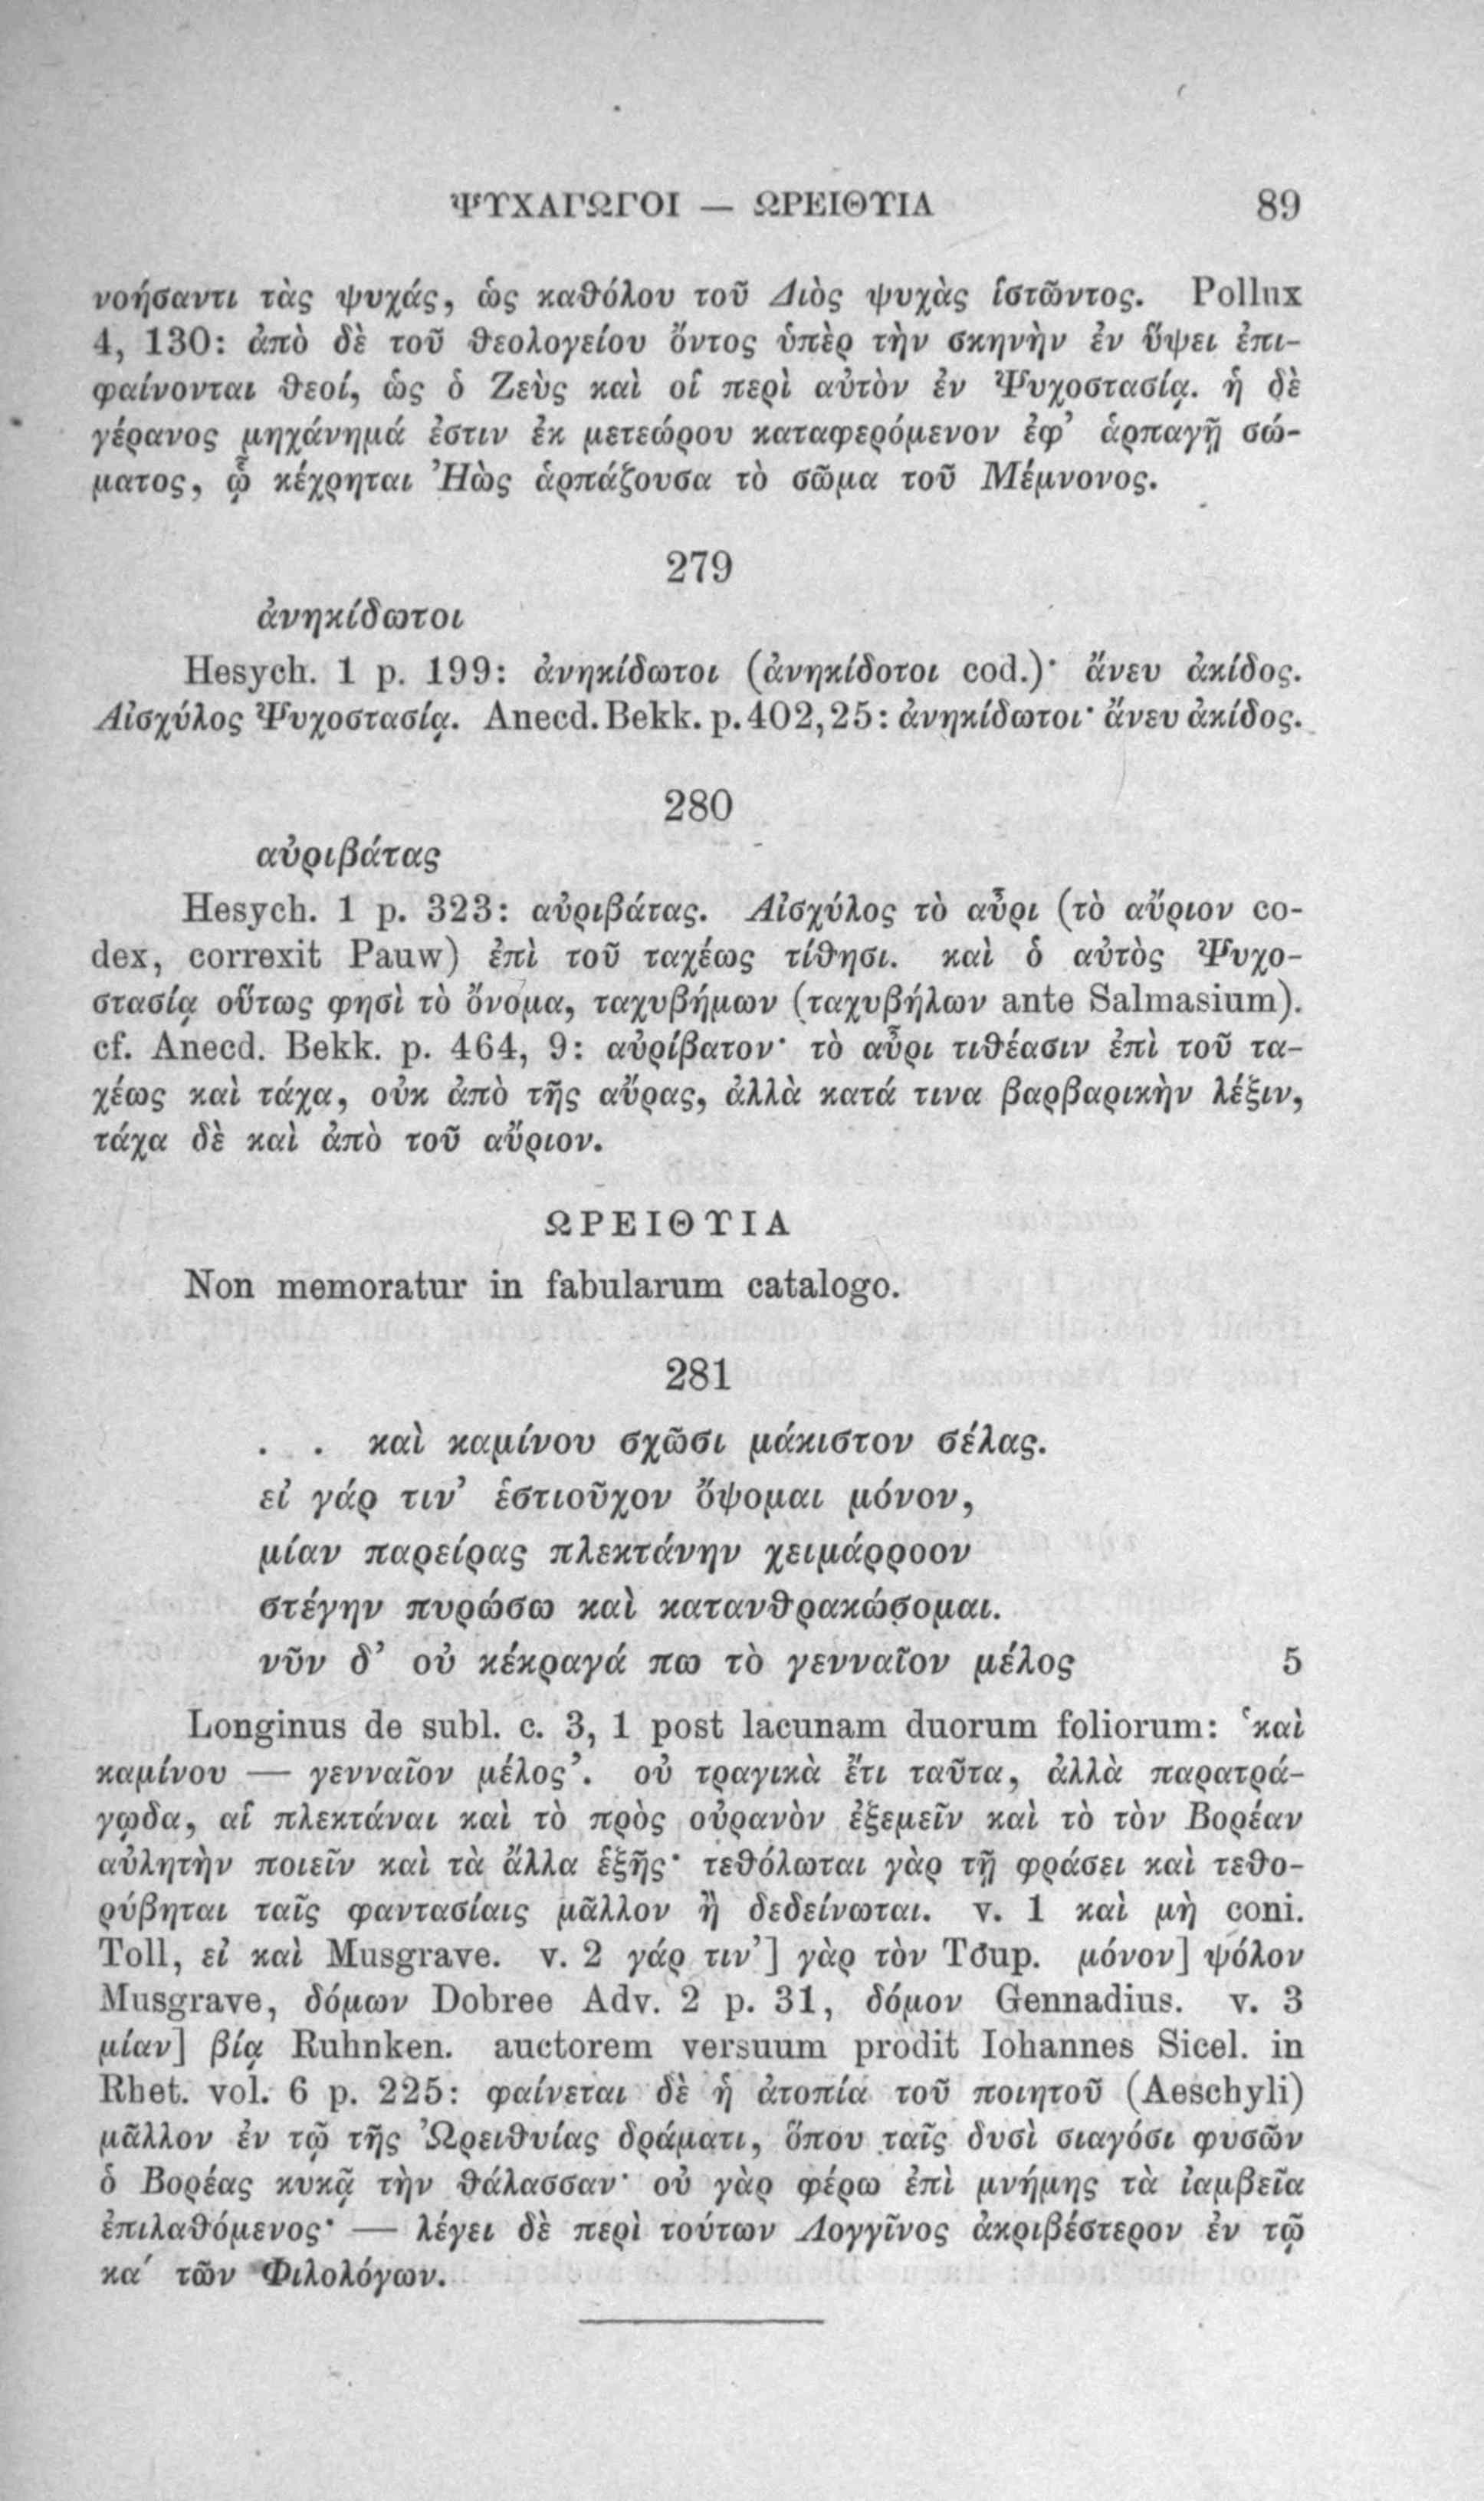 ΨΥΧΑΓΩΓΟΙ — ΩΡΕΙΘΥΙΑ 89
νοήσαντι τὰς ψυχάς, ὡς καθόλου τοῦ Διὸς ψυχὰς ἱστῶντος. Pollux
4, 130: ἀπὸ δὲ τοῦ θεολογείου ὄντος ὑπὲρ τὴν σκηνὴν ἐν ὕψει ἐπι-
φαίνονται θεοί, ὡς ὁ Ζεὺς καὶ οἱ περὶ αὐτὸν ἐν Ψυχοστασίᾳ. ἡ δὲ
γέρανος μηχάνημά ἐστιν ἐκ μετεώρου καταφερόμενον ἐφ’ ἁρπαγῇ σώ-
ματος, ᾧ κέχρηται Ἠὼς ἁρπάζουσα τὸ σῶμα τοῦ Μέμνονος.
279
ἀνηκίδωτοι
Hesych. 1 p. 199: ἀνηκίδωτοι (ἀνηκίδοτοι cod.)· ἄνευ ἀκίδος.
Αἰσχύλος Ψυχοστασίᾳ. Anecd. Bekk. p. 402, 25: ἀνηκίδωτοι· ἄνευ ἀκίδος.
280
αὐριβάτας
Hesych. 1 p. 323: αὐριβάτας. Αἰσχύλος τὸ αὖρι (τὸ αὔριον co-
dex, correxit Pauw) ἐπὶ τοῦ ταχέως τίθησι. καὶ ὁ αὐτὸς Ψυχο-
στασίᾳ οὕτως φησὶ τὸ ὄνομα, ταχυβήμων (ταχυβήλων ante Salmasium).
cf. Anecd. Bekk. p. 464, 9: αὐρίβατον· τὸ αὖρι τιθέασιν ἐπὶ τοῦ τα-
χέως καὶ τάχα, οὐκ ἀπὸ τῆς αὔρας, ἀλλὰ κατά τινα βαρβαρικὴν λέξιν,
τάχα δὲ καὶ ἀπὸ τοῦ αὔριον.
ΩΡΕΙΘΥΙΑ
Non memoratur in fabularum catalogo.
281
. . καὶ καμίνου σχῶσι μάκιστον σέλας.
εἰ γάρ τιν’ ἑστιοῦχον ὄψομαι μόνον,
μίαν παρείρας πλεκτάνην χειμάρροον
στέγην πυρώσω καὶ κατανθρακώσομαι.
νῦν δ’ οὐ κέκραγά πω τὸ γενναῖον μέλος 5
Longinus de subl. c. 3, 1 post lacunam duorum foliorum: ‘καὶ
καμίνου — γενναῖον μέλος’. οὐ τραγικὰ ἔτι ταῦτα, ἀλλὰ παρατρά-
γῳδα, αἱ πλεκτάναι καὶ τὸ πρὸς οὐρανὸν ἐξεμεῖν καὶ τὸ τὸν Βορέαν
αὐλητὴν ποιεῖν καὶ τὰ ἄλλα ἑξῆς· τεθόλωται γὰρ τῇ φράσει καὶ τεθο-
ρύβηται ταῖς φαντασίαις μᾶλλον ἢ δεδείνωται. v. 1 καὶ μὴ coni.
Toll, εἰ καὶ Musgrave. v. 2 γάρ τιν’] γὰρ τὸν Toup. μόνον] ψόλον
Musgrave, δόμων Dobree Adv. 2 p. 31, δόμον Gennadius. v. 3
μίαν] βίᾳ Ruhnken. auctorem versuum prodit Iohannes Sicel. in
Rhet. vol. 6 p. 225: φαίνεται δὲ ἡ ἀτοπία τοῦ ποιητοῦ (Aeschyli)
μᾶλλον ἐν τῷ τῆς Ὠρειθυίας δράματι, ὅπου ταῖς δυσὶ σιαγόσι φυσῶν
ὁ Βορέας κυκᾷ τὴν θάλασσαν· οὐ γὰρ φέρω ἐπὶ μνήμης τὰ ἰαμβεῖα
ἐπιλαθόμενος· — λέγει δὲ περὶ τούτων Λογγῖνος ἀκριβέστερον ἐν τῷ
κα΄ τῶν Φιλολόγων.